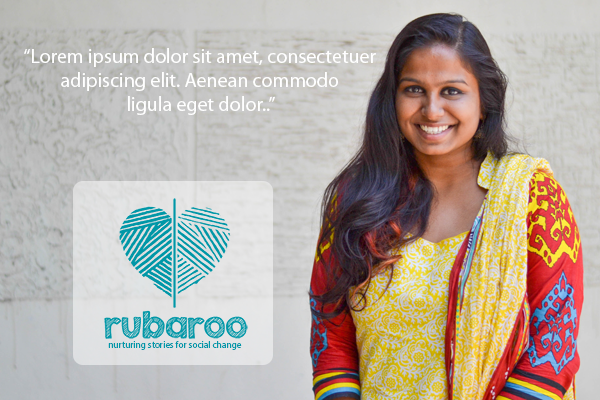 “Lorem ipsum dolor sit amet, consectetuer
adipiscing elit. Aenean commodo
ligula eget dolor..”
rubaroo
nurturing stories for social change